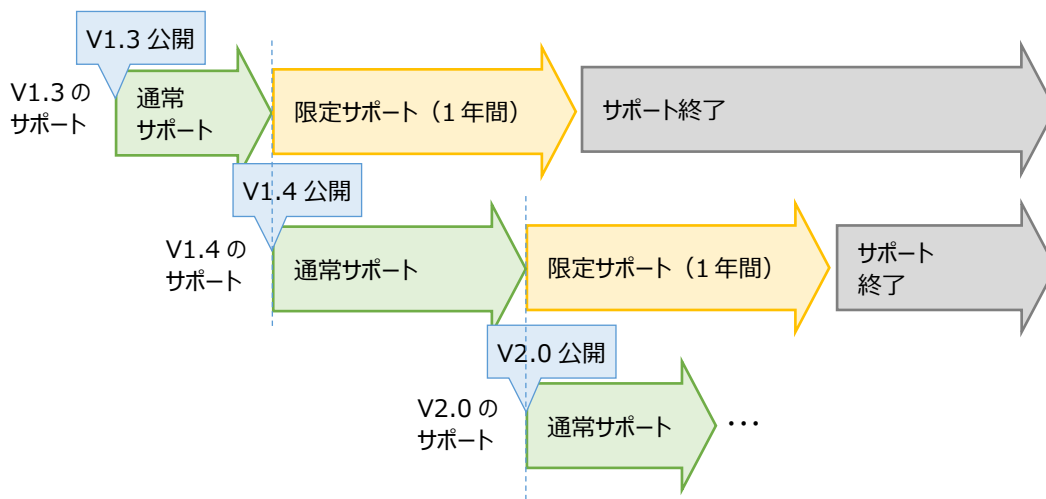 V1.3 公開
V1.3 の
サポート
通常
サポート
限定サポート（1 年間）
サポート終了
V1.4 公開
V1.4 の
サポート
通常サポート
限定サポート（1 年間）
サポート
終了
V2.0 公開
V2.0 の
サポート
通常サポート
･･･